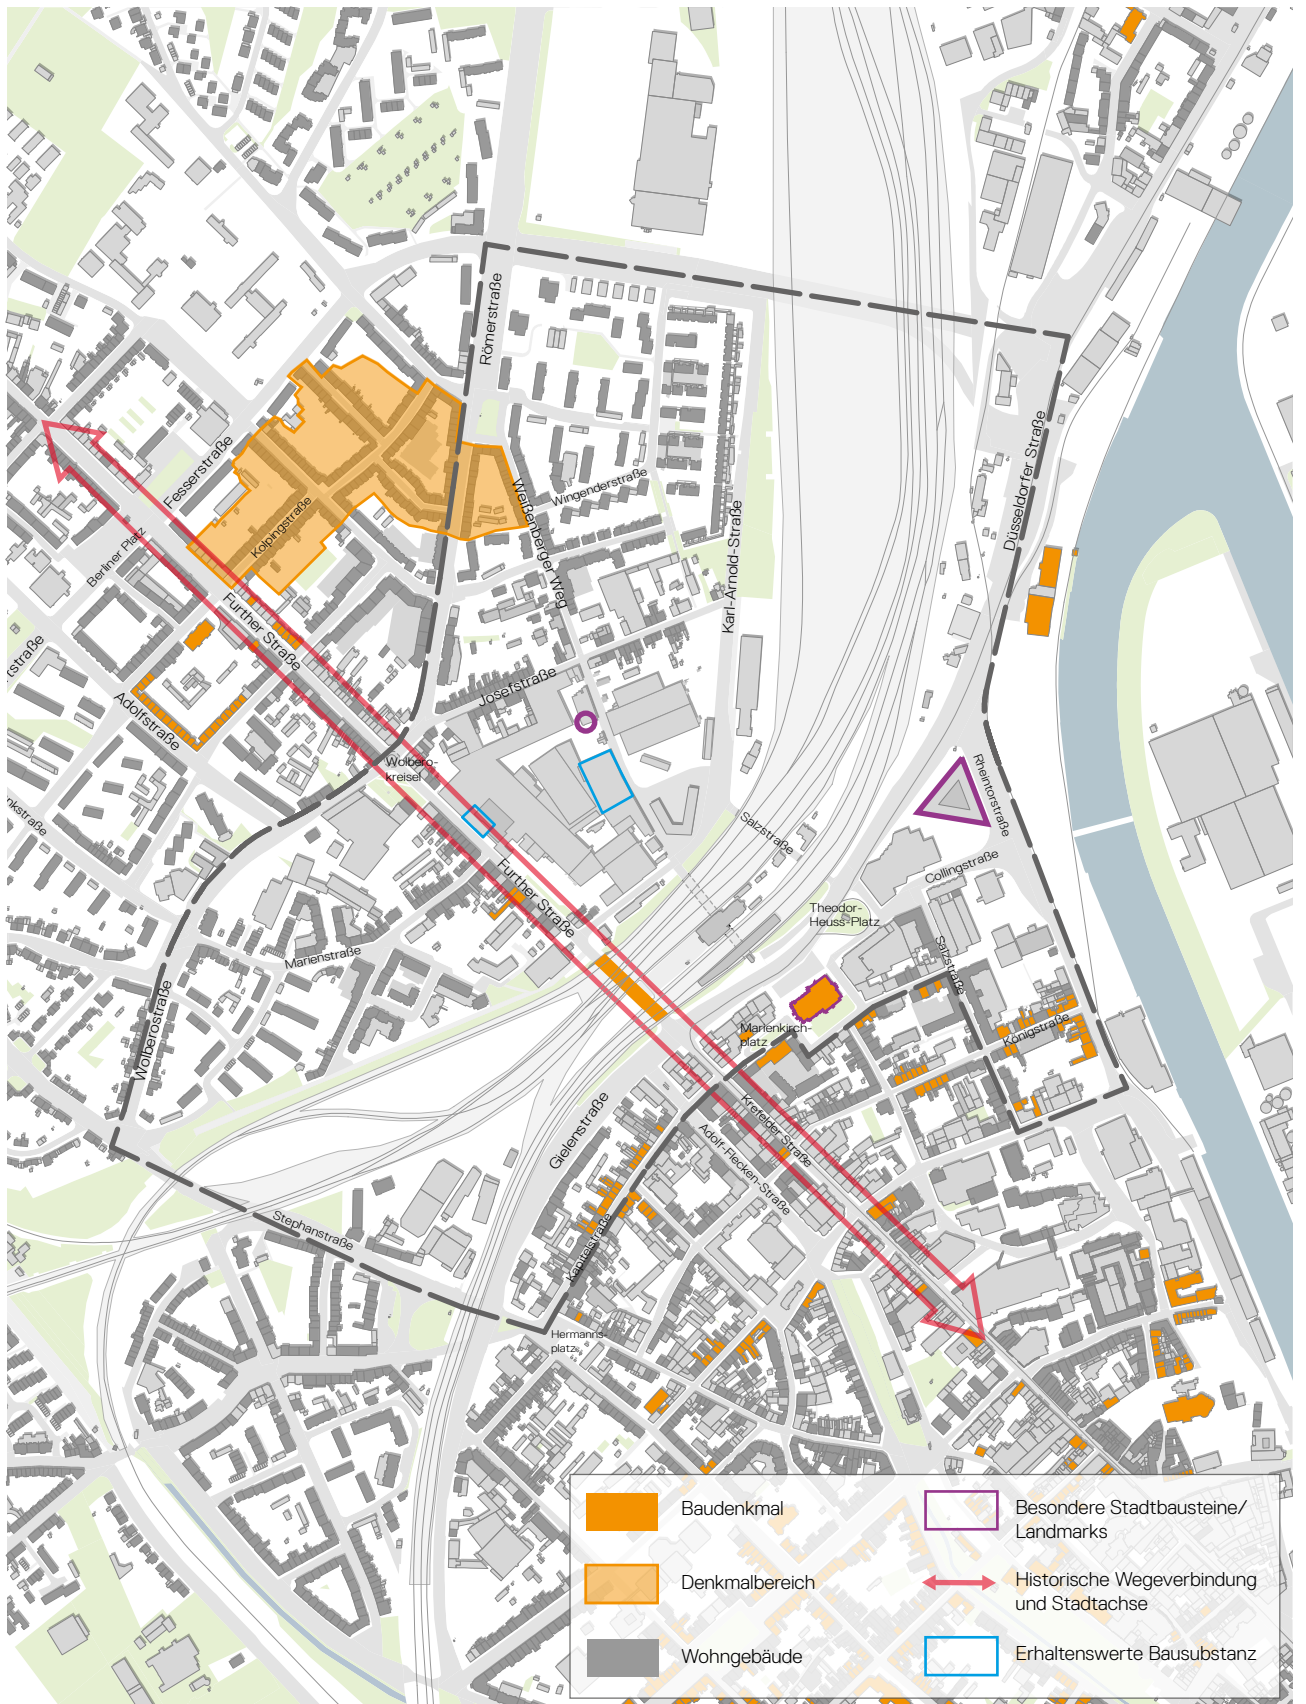 Römerstraße
Fesserstraße
Kolpingstraße
Berliner Platz
Weißenberger Weg
Wingenderstraße
Karl-Arnold-Straße
Düsseldorfer Straße
Further Straße
Adolfstraße
Josefstraße
Wolbero-
kreisel
Salzstraße
Rheintorstraße
Collingstraße
Theodor-
Heuss-Platz
Further Straße
Marienstraße
Wolberostraße
Salzstraße
Königstraße
Marienkirch-
platz
Krefelder Straße
Adolf-Flecken-Straße
Gielenstraße
Kapitelstraße
Stephanstraße
Hermanns-
platz
Baudenkmal
Denkmalbereich
Wohngebäude
Besondere Stadtbausteine/
Landmarks
Historische Wegeverbindung
und Stadtachse
Erhaltenswerte Bausubstanz